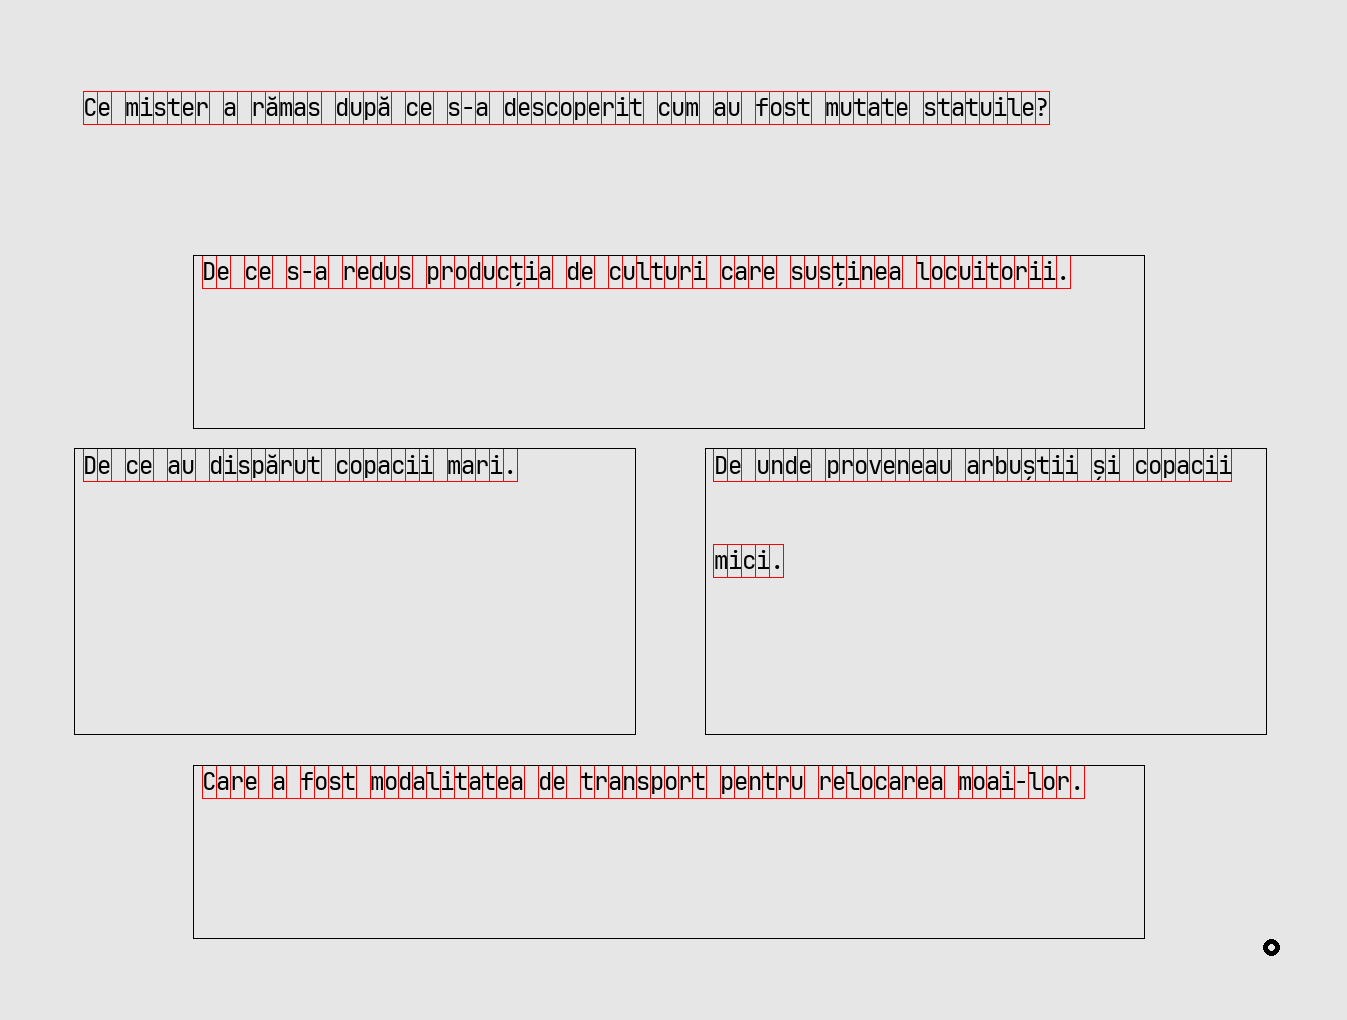 Ce mister a rămas după ce s-a descoperit cum au fost mutate statuile?
De ce s-a redus producția de culturi care susținea locuitorii.
De ce au dispărut copacii mari.
De unde proveneau arbuștii și copacii
mici.
Care a fost modalitatea de transport pentru relocarea moai-lor.